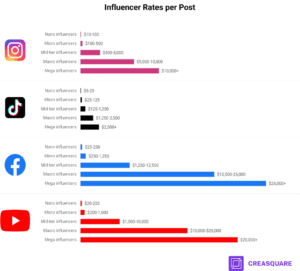 Influencer Rates per Post
Nano influencers $10-100
Micro influencers $100-500
Mid-tier influencers $500-5,000
Macro influencers $5,000-10,000
Mega influencers $10,000+
Nano influencers $5-25
Micro influencers $25-125
Mid-tier influencers $125-1,250
Macro influencers $1,250-2,500
Mega influencers $2,500+
Nano influencers $25-250
Micro influencers $250-1,250
Mid-tier influencers $1,250-12,500
Macro influencers $12,500-25,000
Mega influencers $25,000+
Nano influencers $20-200
Micro influencers $200-1,000
Mid-tier influencers $1,000-10,000
Macro influencers $10,000-20,000
Mega influencers $20,000+
CREASQUARE